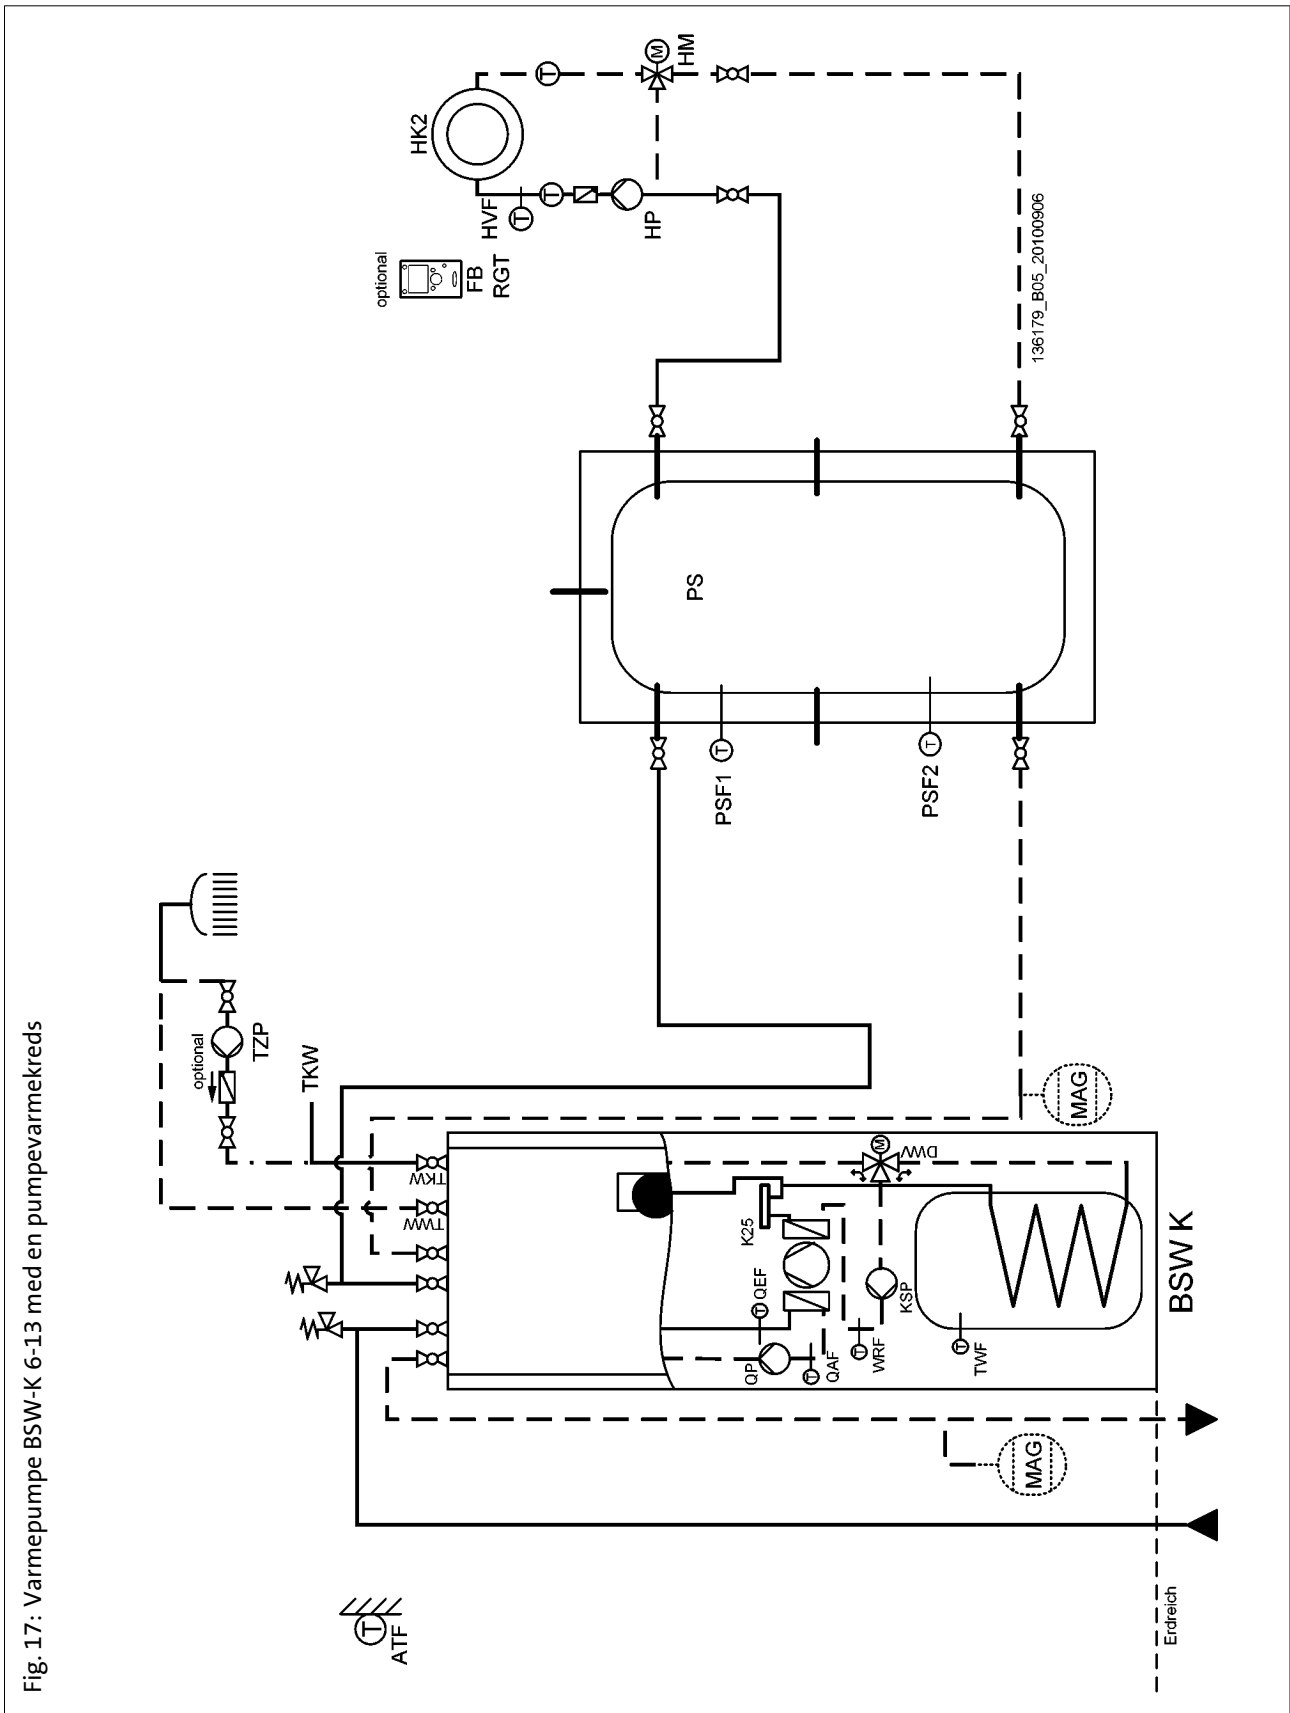 Fig. 17: Varmepumpe BSW-K 6-13 med en pumpevarmekreds
ATF
T
optional
TZP
TKW
TKW
TWW
K25
QEF
T
QP
T
QAF
T
WRF
KSP
M
DWV
T
TWF
BSW K
MAG
MAG
Erdreich
PS
PSF1
T
PSF2
T
optional
FB
RGT
HK2
HVF
T
T
HP
T
M
HM
136179_B05_20100906